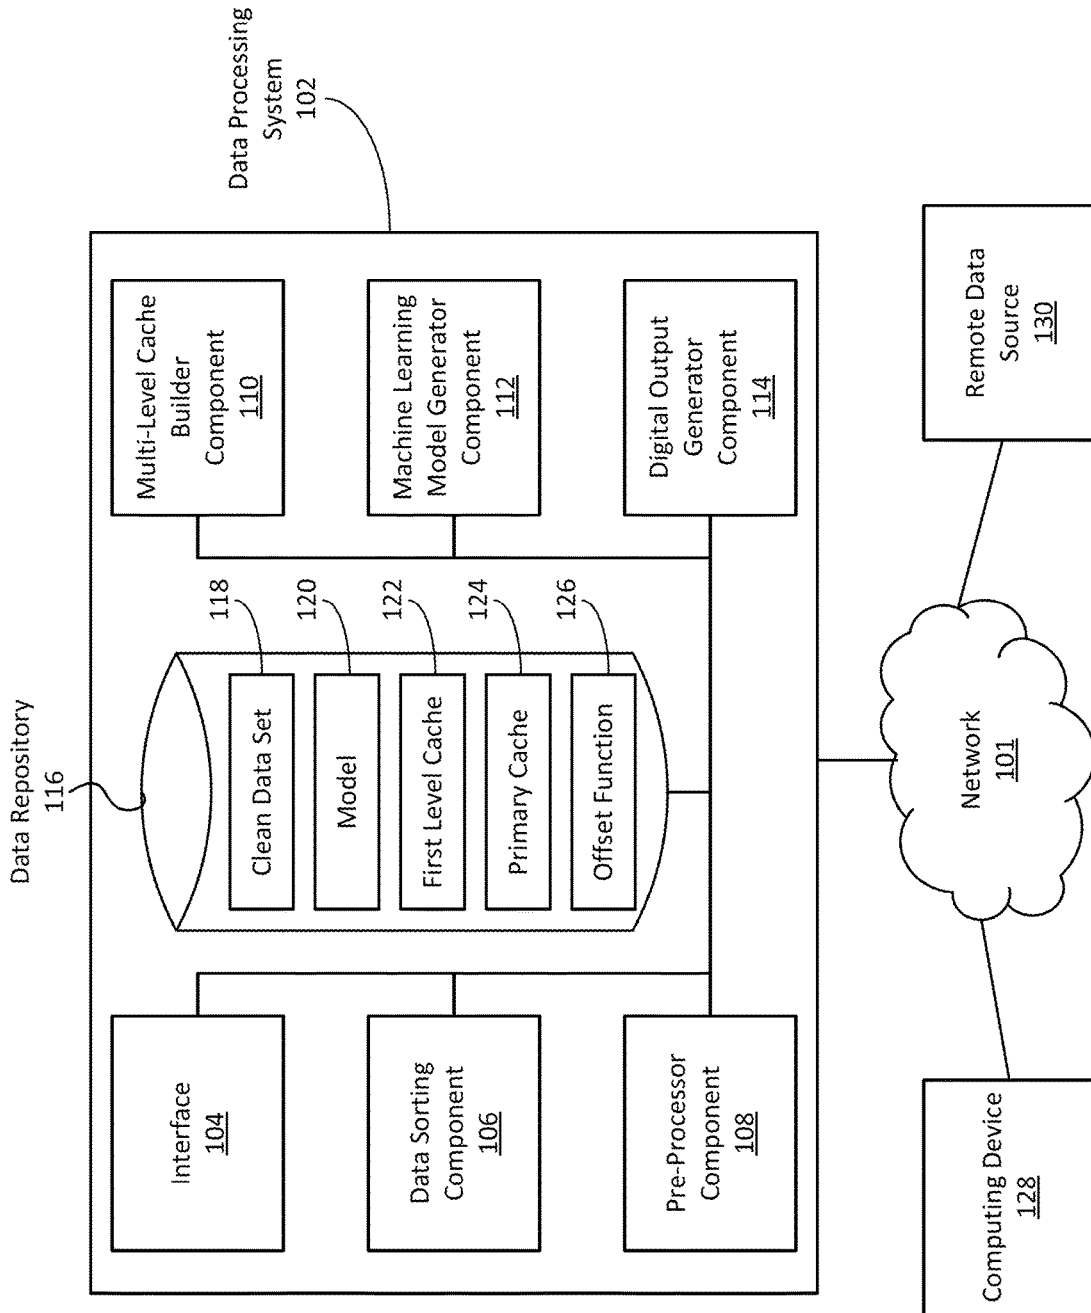 Data Repository
116
Data Processing
System
102
Interface
104
Data Sorting
Component
106
Pre-Processor
Component
108
Clean Data Set
118
Model
120
First Level Cache
122
Primary Cache
124
Offset Function
126
Multi-Level Cache
Builder
Component
110
Machine Learning
Model Generator
Component
112
Digital Output
Generator
Component
114
Computing Device
128
Network
101
Remote Data
Source
130